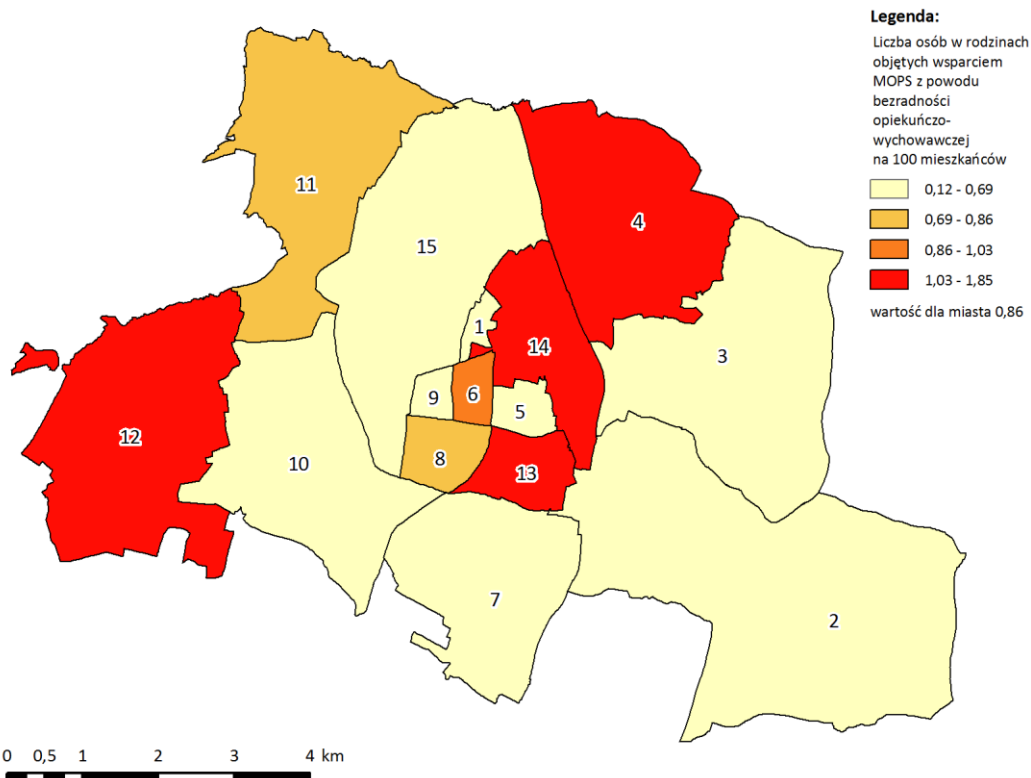 Legenda:
Liczba osób w rodzinach
objętych wsparciem
MOPS z powodu
bezradności
opiekuńczo-
wychowawczej
na 100 mieszkańców
0,12 - 0,69
0,69 - 0,86
0,86 - 1,03
1,03 - 1,85
wartość dla miasta 0,86
11
4
15
1
14
3
9
6
5
12
8
10
13
7
2
0 0,5 1 2 3 4 km